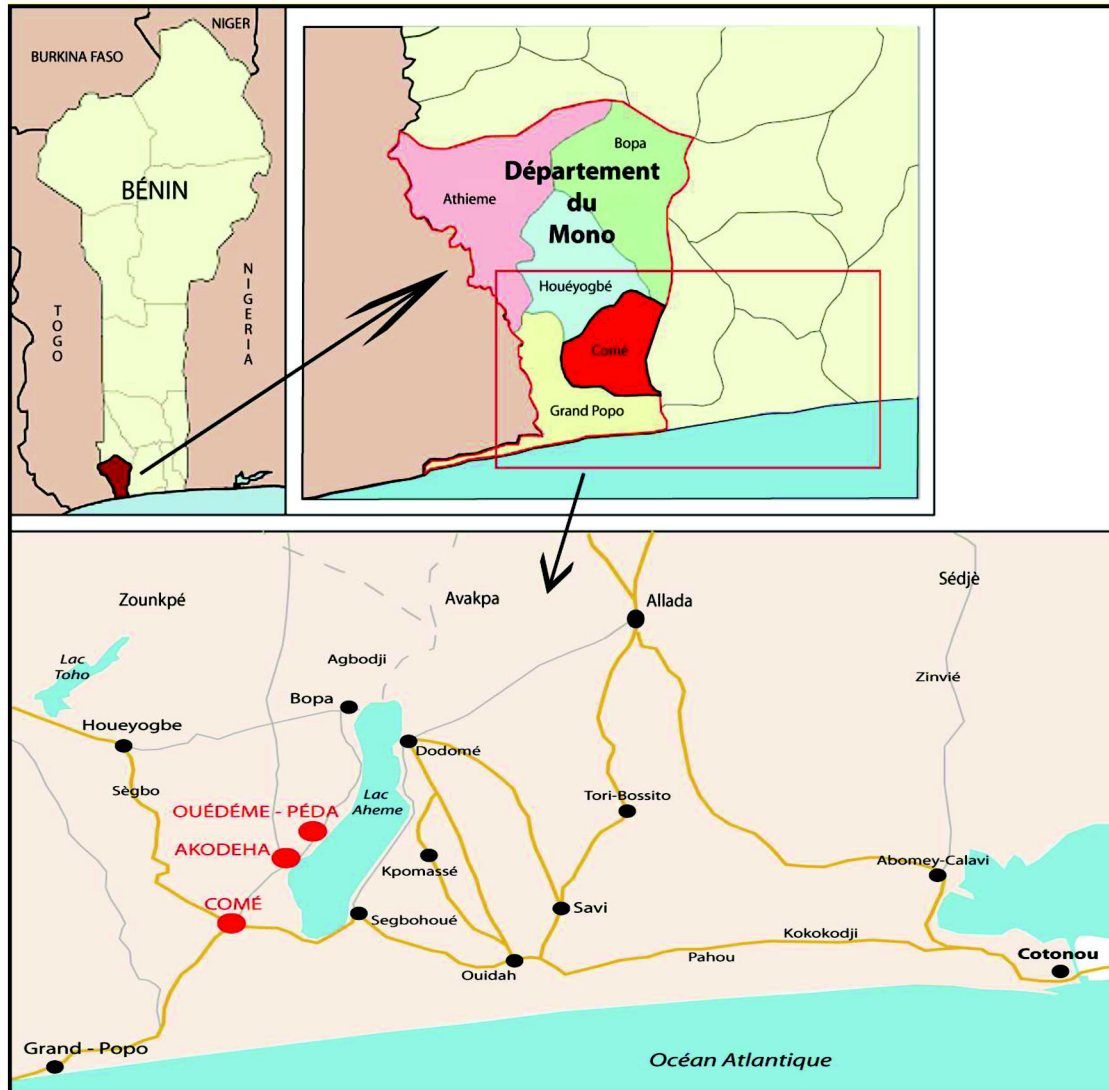 NIGER
BURKINA FASO
BÉNIN
TOGO
NIGERIA
Bopa
Département
du
Mono
Athieme
Houéyogbé
Comé
Grand Popo
Zounkpé
Avakpa
Allada
Sédjè
Lac
Toho
Agbodji
Zinvié
Bopa
Houeyogbe
Dodomé
Sègbo
Lac
Aheme
Tori-Bossito
OUÉDÉME - PÉDA
AKODEHA
Kpomassé
Abomey-Calavi
COMÉ
Segbohoué
Savi
Kokokodji
Ouidah
Pahou
Cotonou
Grand - Popo
Océan Atlantique